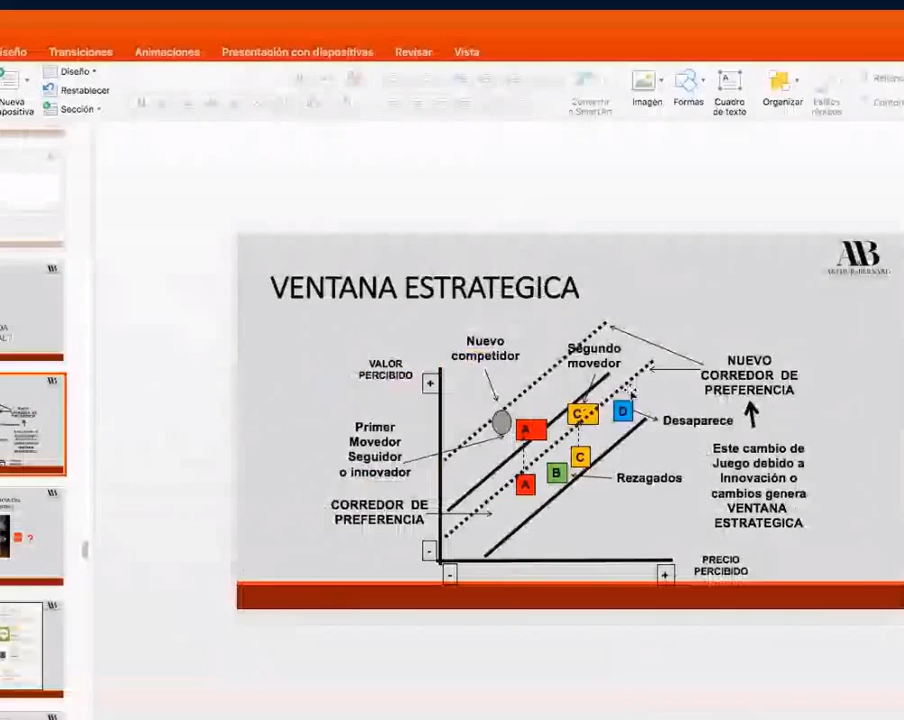 Transiciones
Animaciones
Presentación con diapositivas
Revisar
Vista
Diseño
Restablecer
Sección
Nueva
Imagen
Formas
Cuadro
de texto
Organizar
VENTANA ESTRATEGICA
AB
Nuevo
competidor
Segundo
movedor
VALOR
PERCIBIDO
+
NUEVO
CORREDOR DE
PREFERENCIA
Primer
Movedor
Seguidor
o innovador
A
C
D
Desaparece
A
B
C
Rezagados
Este cambio de
Juego debido a
Innovación o
cambios genera
VENTANA
ESTRATEGICA
CORREDOR DE
PREFERENCIA
-
-
+
PRECIO
PERCIBIDO